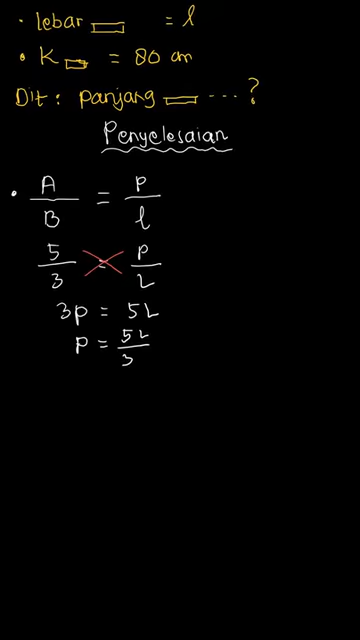 • lebar ▭ = l
• K ▭ = 80 cm
Dit : panjang ▭ ... ?
Penyelesaian
• A/B = P/l
5/3 = P/L
3p = 5L
p = 5L/3